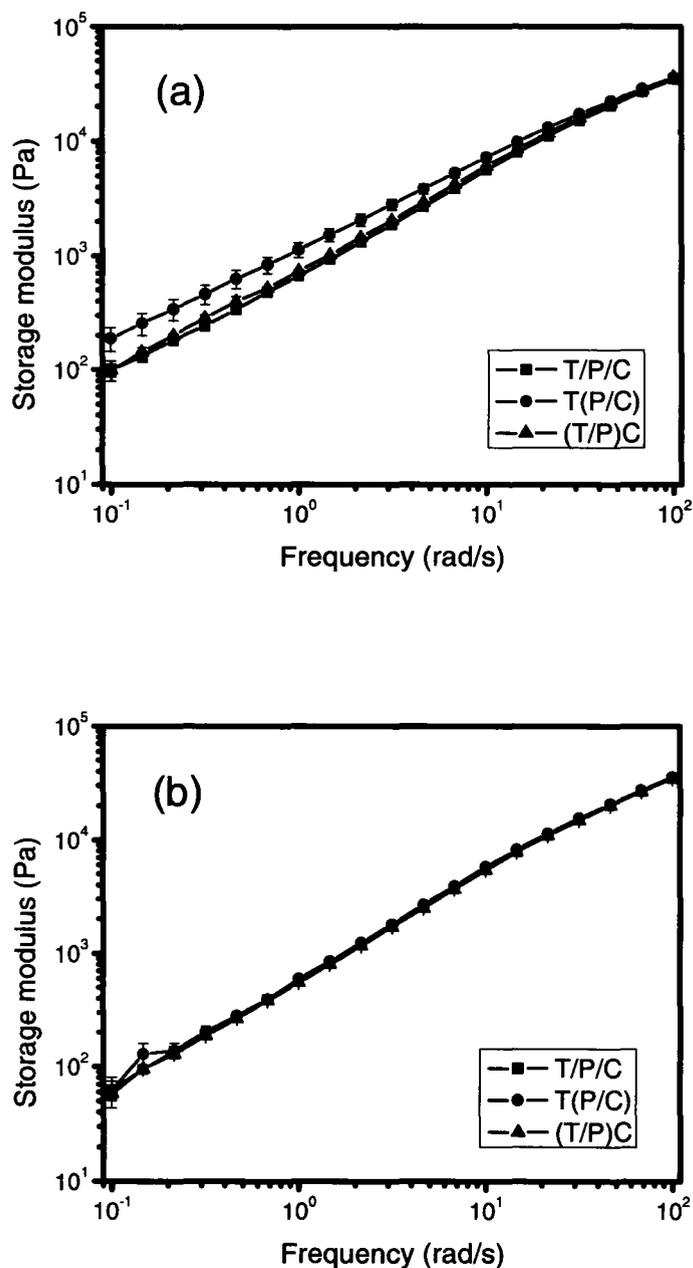 (a)
Storage modulus (Pa)
10^5
10^4
10^3
10^2
10^1
T/P/C
T(P/C)
(T/P)C
10^-1
10^0
10^1
10^2
Frequency (rad/s)
(b)
Storage modulus (Pa)
10^5
10^4
10^3
10^2
10^1
T/P/C
T(P/C)
(T/P)C
10^-1
10^0
10^1
10^2
Frequency (rad/s)